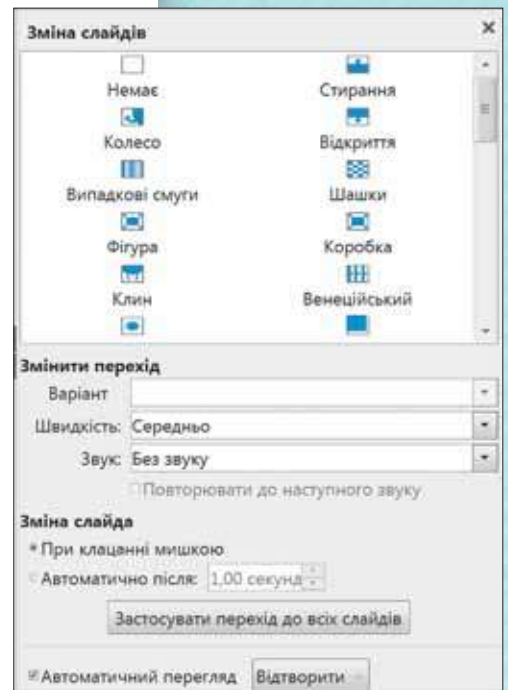 Зміна слайдів
Немає Стирання
Колесо Відкриття
Випадкові смуги Шашки
Фігура Коробка
Клин Венеційський
Змінити перехід
Варіант
Швидкість: Середньо
Звук: Без звуку
Повторювати до наступного звуку
Зміна слайда
При клацанні мишкою
Автоматично після: 1,00 секунд
Застосувати перехід до всіх слайдів
Автоматичний перегляд Відтворити